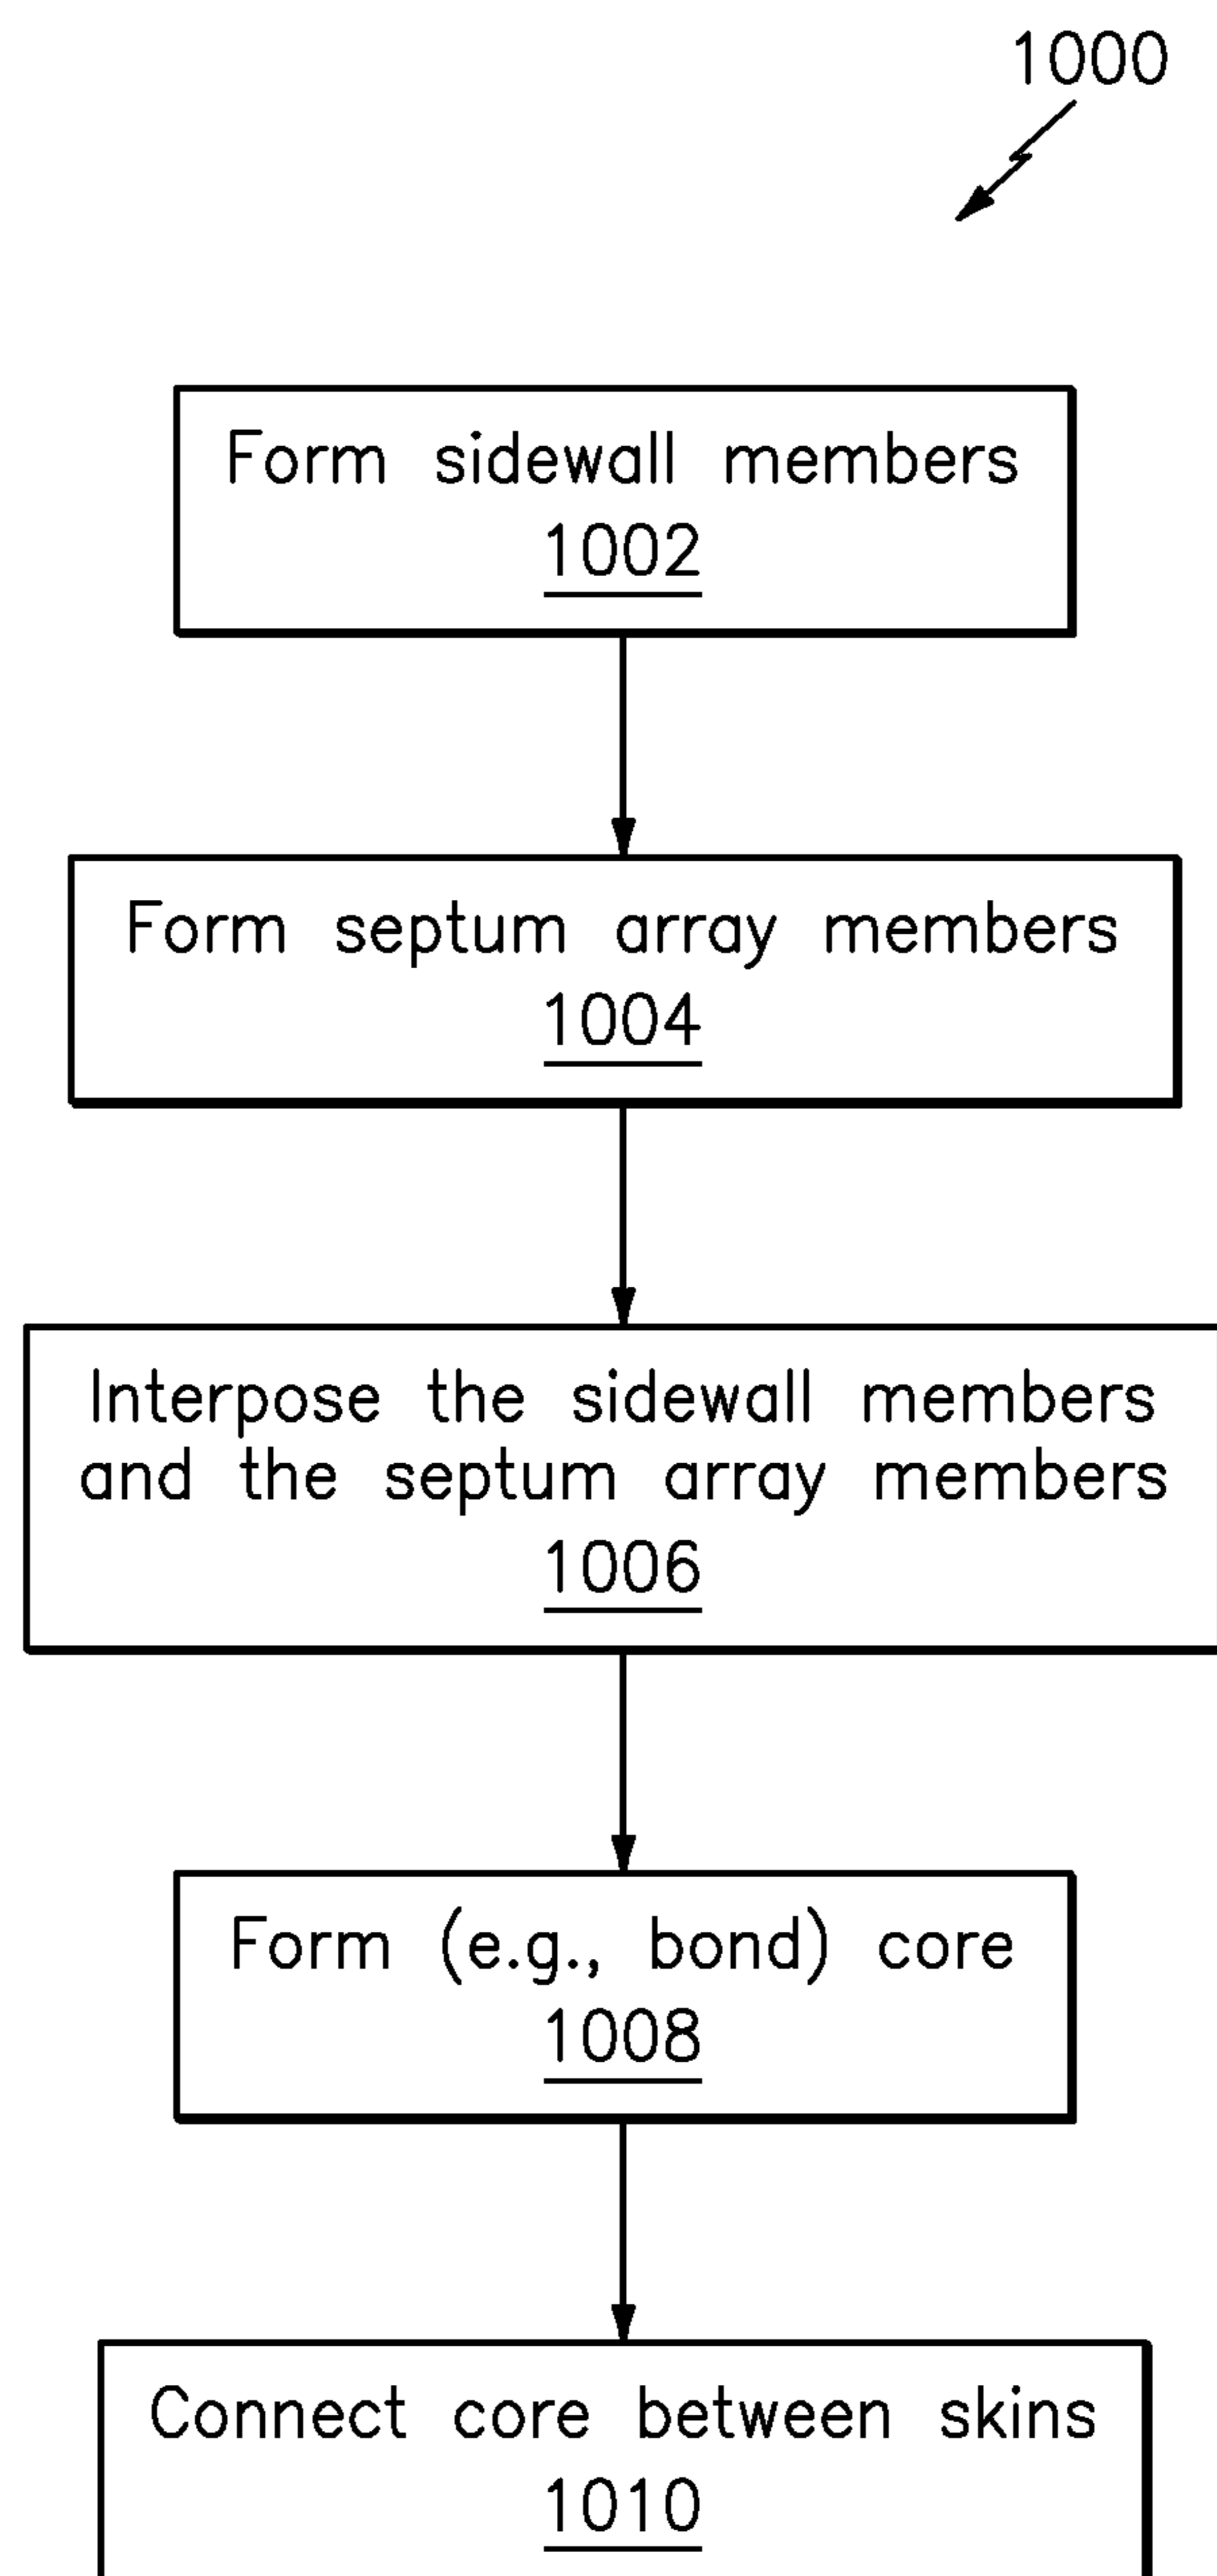 1000
Form sidewall members
1002
Form septum array members
1004
Interpose the sidewall members
and the septum array members
1006
Form (e.g., bond) core
1008
Connect core between skins
1010